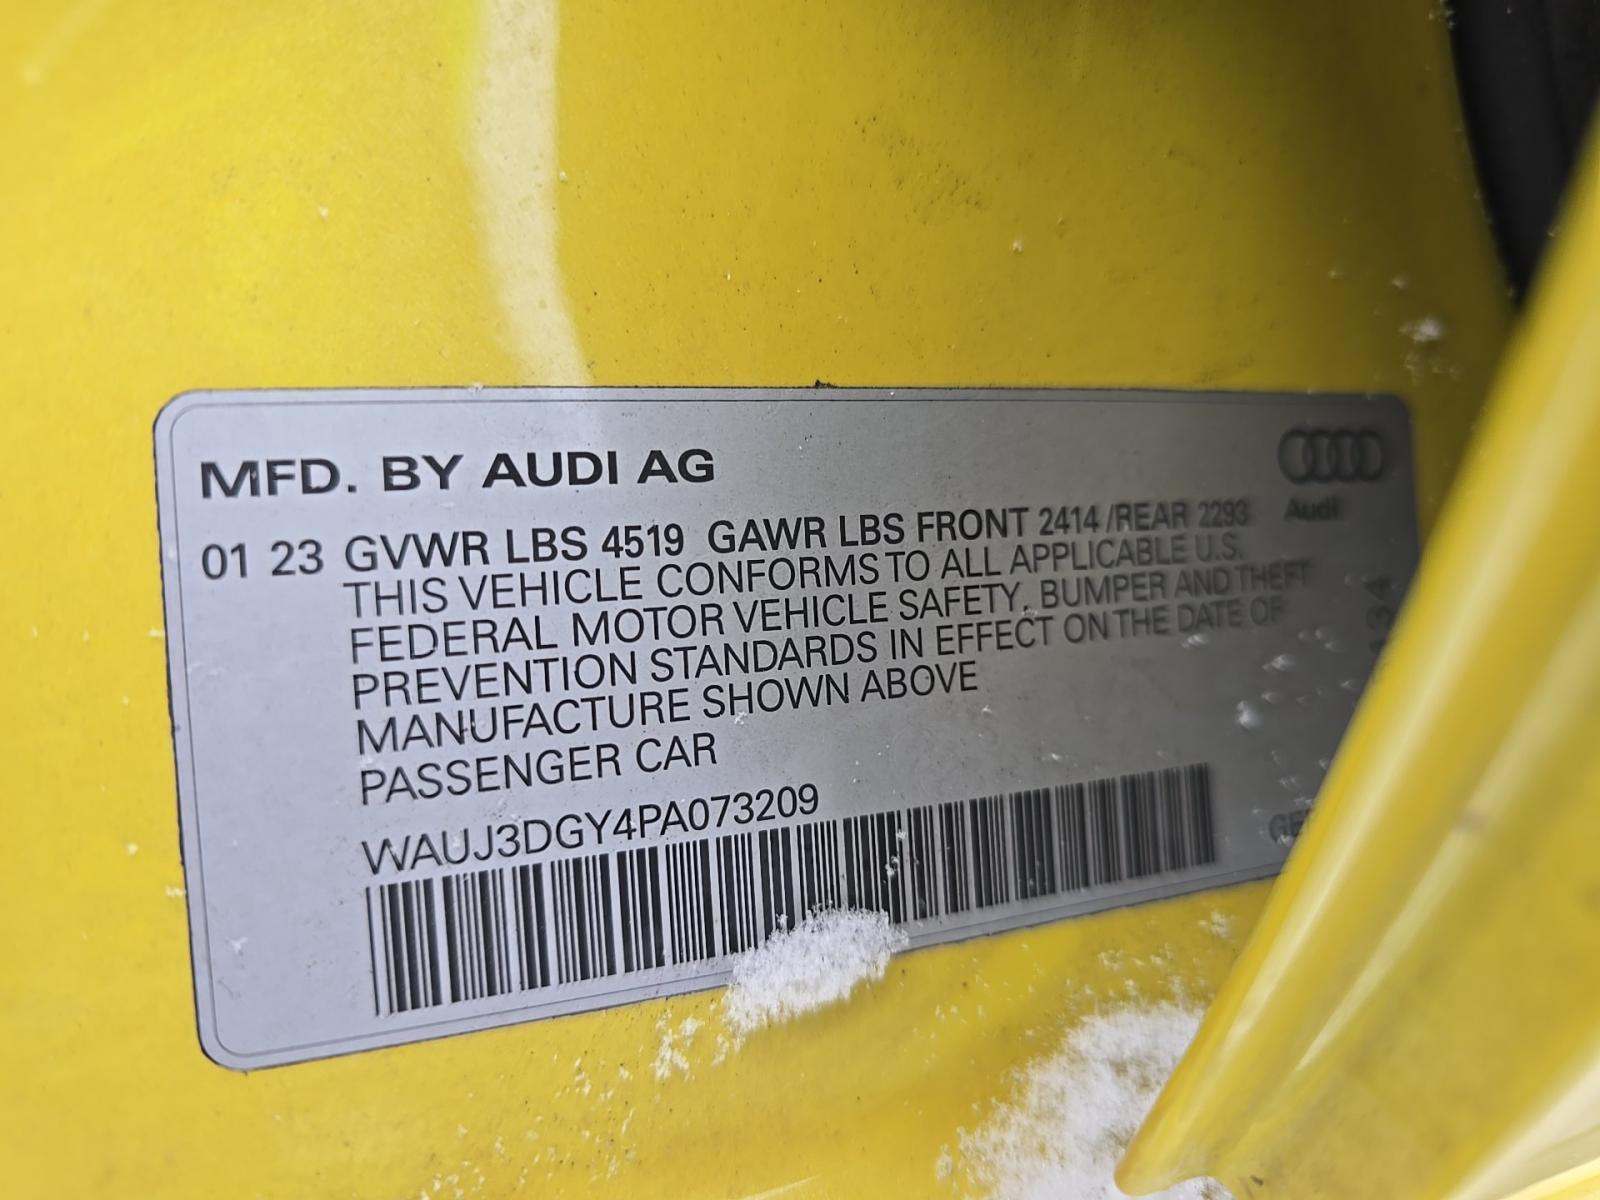 MFD. BY AUDI AG
Audi
01 23 GVWR LBS 4519 GAWR LBS FRONT 2414 /REAR 2293
THIS VEHICLE CONFORMS TO ALL APPLICABLE U.S.
FEDERAL MOTOR VEHICLE SAFETY, BUMPER AND THEFT
PREVENTION STANDARDS IN EFFECT ON THE DATE OF
MANUFACTURE SHOWN ABOVE
PASSENGER CAR
WAUJ3DGY4PA073209